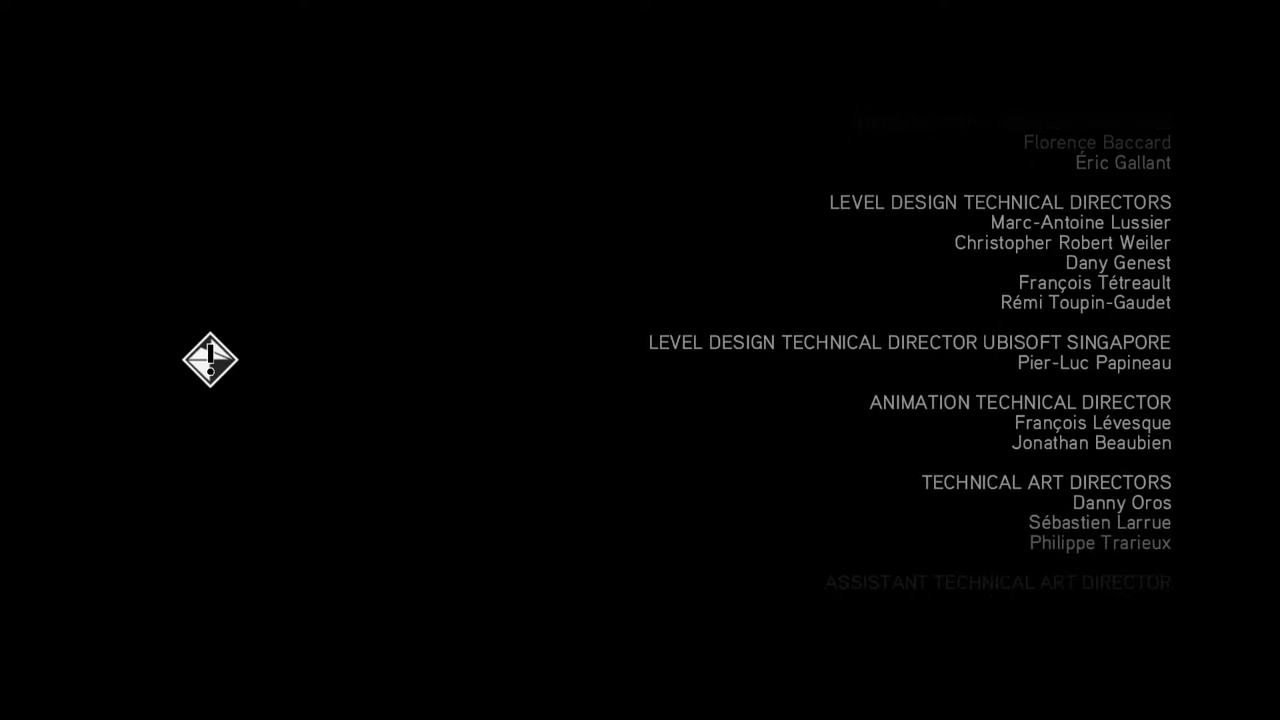 Florence Baccard
Éric Gallant
LEVEL DESIGN TECHNICAL DIRECTORS
Marc-Antoine Lussier
Christopher Robert Weiler
Dany Genest
François Tétreault
Rémi Toupin-Gaudet
LEVEL DESIGN TECHNICAL DIRECTOR UBISOFT SINGAPORE
Pier-Luc Papineau
ANIMATION TECHNICAL DIRECTOR
François Lévesque
Jonathan Beaubien
TECHNICAL ART DIRECTORS
Danny Oros
Sébastien Larrue
Philippe Trarieux
ASSISTANT TECHNICAL ART DIRECTOR